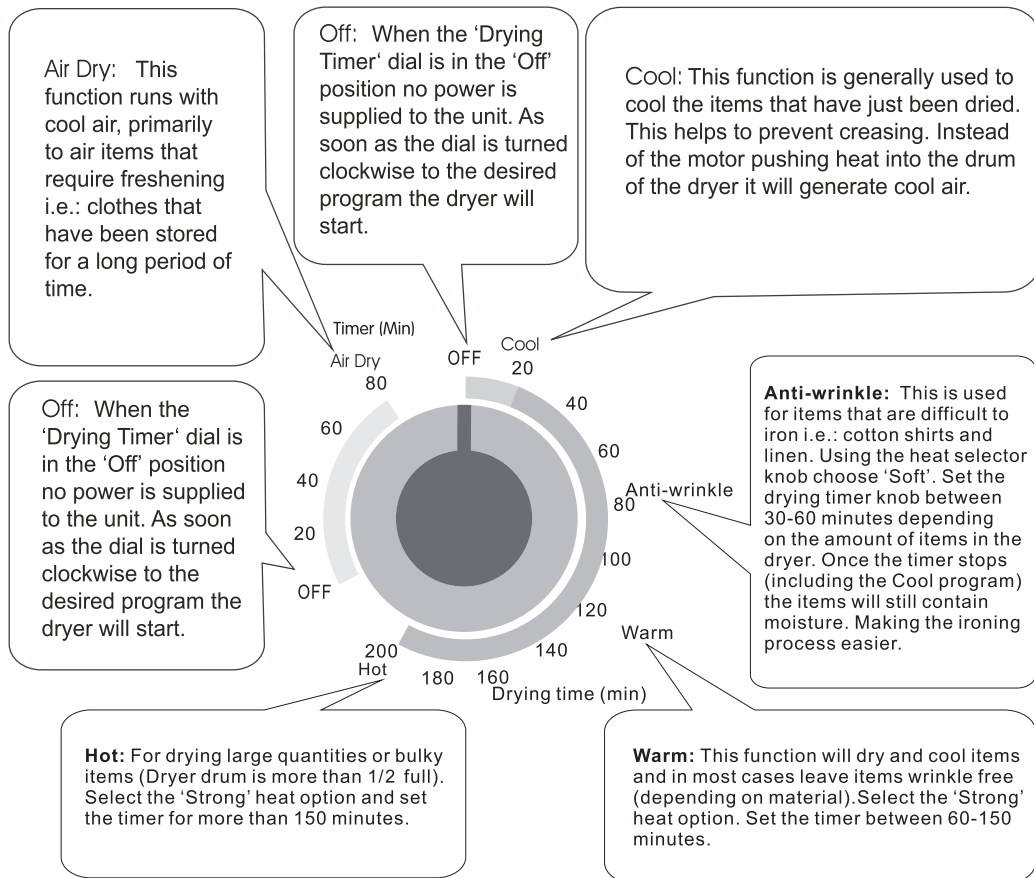 Air Dry: This
function runs with
cool air, primarily
to air items that
require freshening
i.e.: clothes that
have been stored
for a long period of
time.
Off: When the ‘Drying
Timer‘ dial is in the ‘Off’
position no power is
supplied to the unit. As
soon as the dial is turned
clockwise to the desired
program the dryer will
start.
Cool: This function is generally used to
cool the items that have just been dried.
This helps to prevent creasing. Instead
of the motor pushing heat into the drum
of the dryer it will generate cool air.
Timer (Min)
Air Dry
80
60
40
20
OFF
OFF
Cool
20
40
60
80
Anti-wrinkle
100
120
Warm
140
160
180
200
Hot
Drying time (min)
Off: When the
‘Drying Timer‘ dial is
in the ‘Off’ position
no power is supplied
to the unit. As soon
as the dial is turned
clockwise to the
desired program the
dryer will start.
Anti-wrinkle: This is used
for items that are difficult to
iron i.e.: cotton shirts and
linen. Using the heat selector
knob choose ‘Soft’. Set the
drying timer knob between
30-60 minutes depending
on the amount of items in the
dryer. Once the timer stops
(including the Cool program)
the items will still contain
moisture. Making the ironing
process easier.
Hot: For drying large quantities or bulky
items (Dryer drum is more than 1/2 full).
Select the ‘Strong’ heat option and set
the timer for more than 150 minutes.
Warm: This function will dry and cool items
and in most cases leave items wrinkle free
(depending on material).Select the ‘Strong’
heat option. Set the timer between 60-150
minutes.